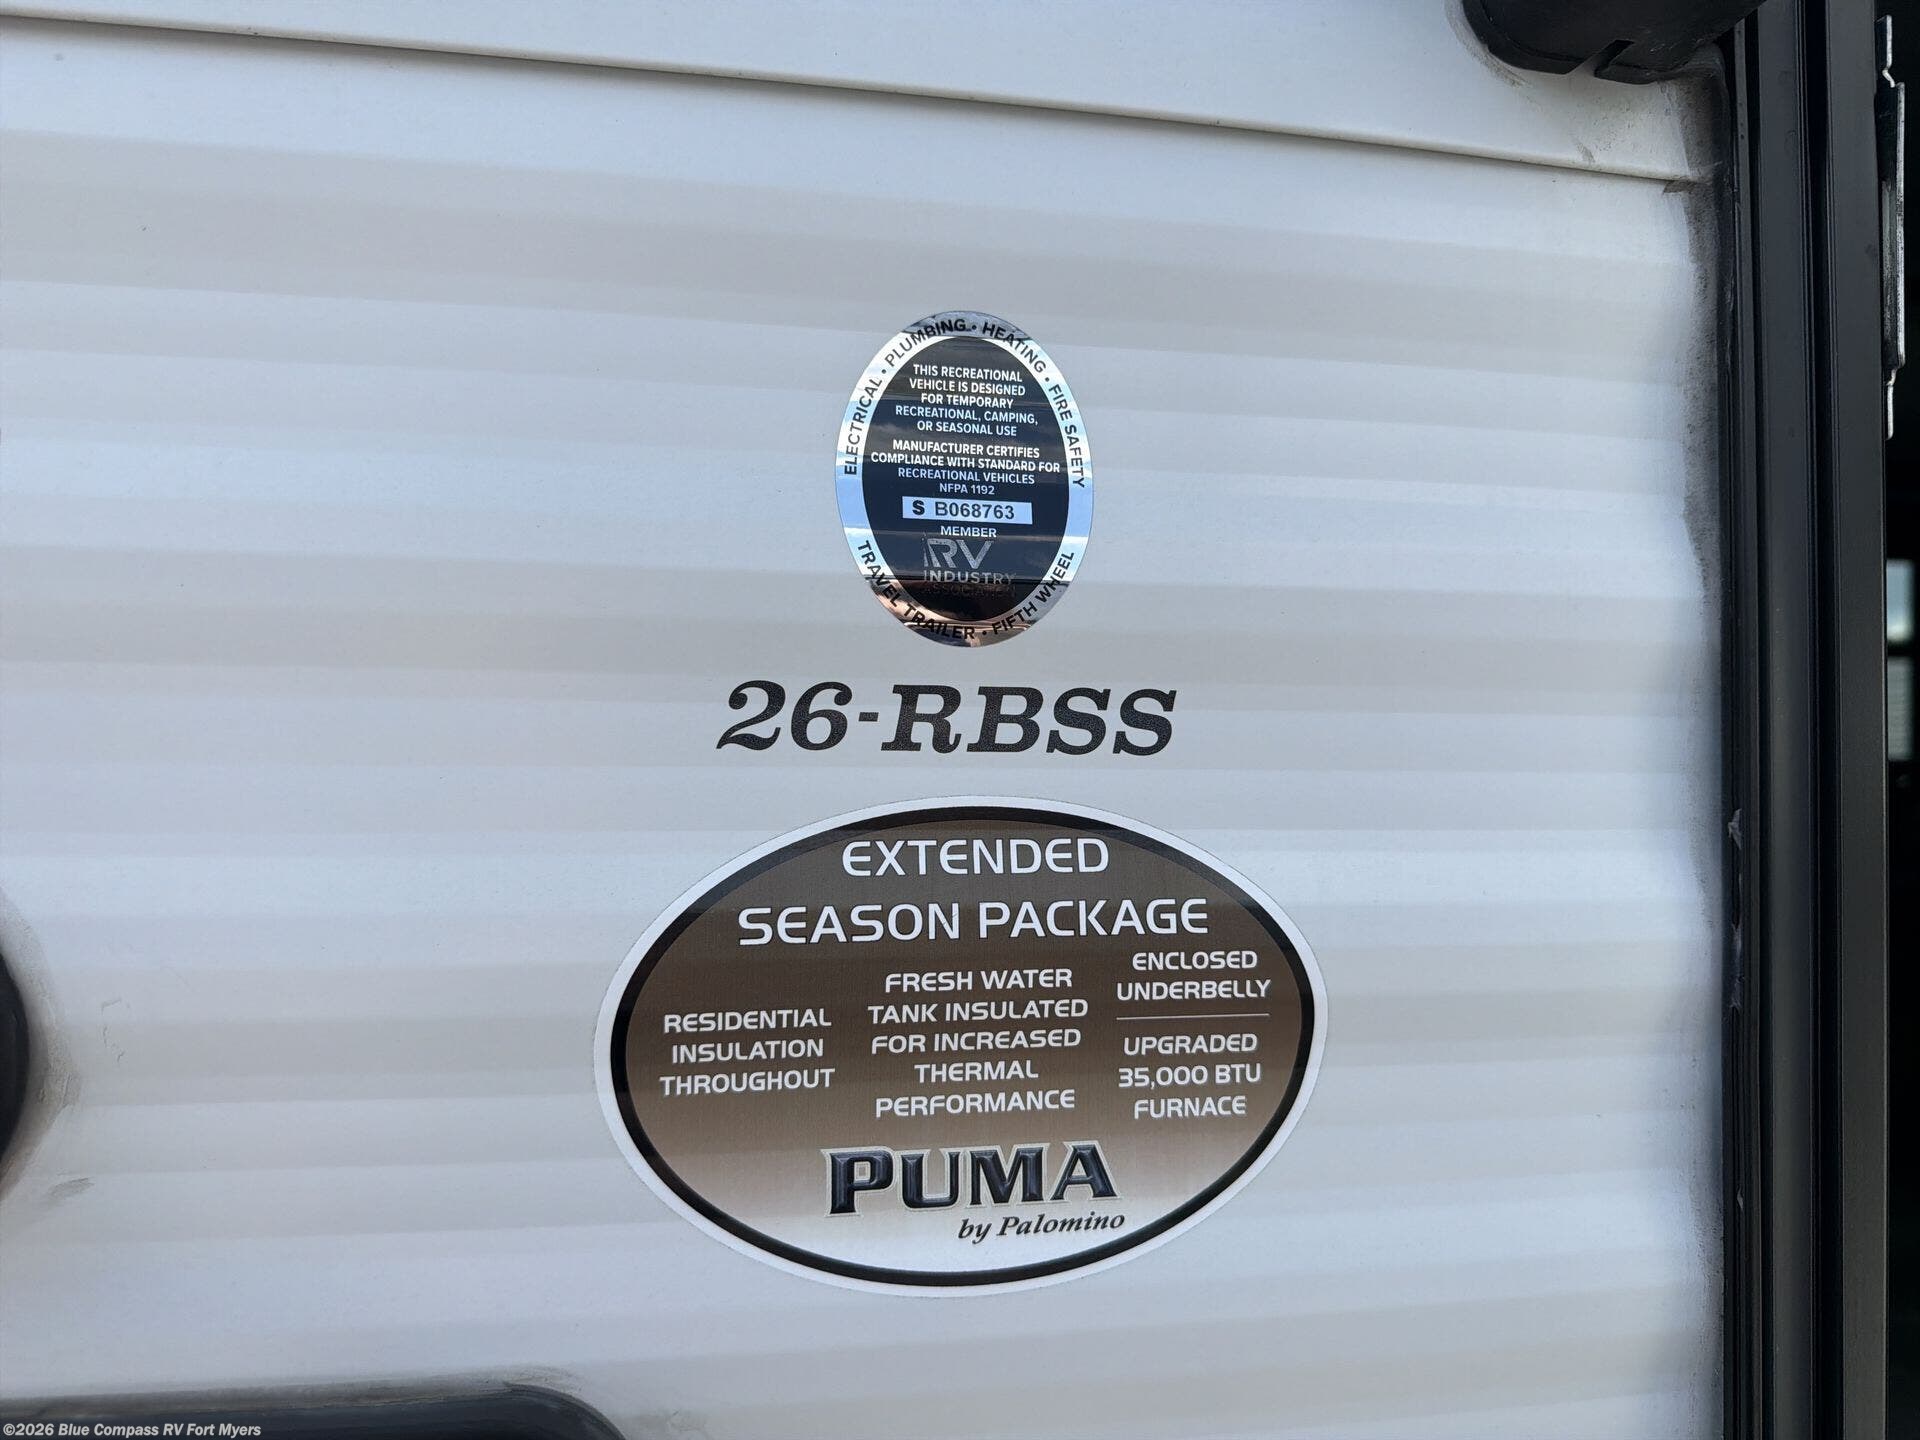 ELECTRICAL • PLUMBING • HEATING • FIRE SAFETY
THIS RECREATIONAL
VEHICLE IS DESIGNED
FOR TEMPORARY
RECREATIONAL, CAMPING,
OR SEASONAL USE
MANUFACTURER CERTIFIES
COMPLIANCE WITH STANDARD FOR
RECREATIONAL VEHICLES
NFPA 1192
S B068763
MEMBER
RV
INDUSTRY
ASSOCIATION
TRAVEL TRAILER • FIFTH WHEEL
26-RBSS
EXTENDED
SEASON PACKAGE
RESIDENTIAL
INSULATION
THROUGHOUT
FRESH WATER
TANK INSULATED
FOR INCREASED
THERMAL
PERFORMANCE
ENCLOSED
UNDERBELLY
UPGRADED
35,000 BTU
FURNACE
PUMA
by Palomino
©2026 Blue Compass RV Fort Myers